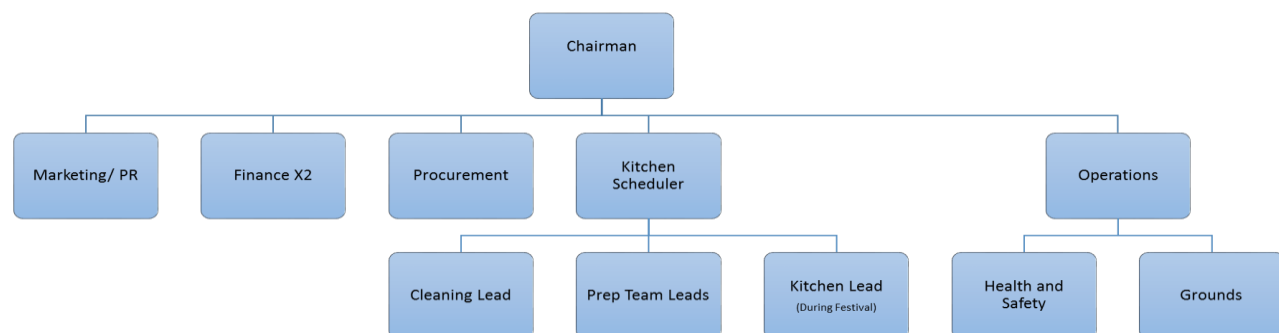 Chairman
Marketing/ PR
Finance X2
Procurement
Kitchen
Scheduler
Operations
Cleaning Lead
Prep Team Leads
Kitchen Lead
(During Festival)
Health and
Safety
Grounds